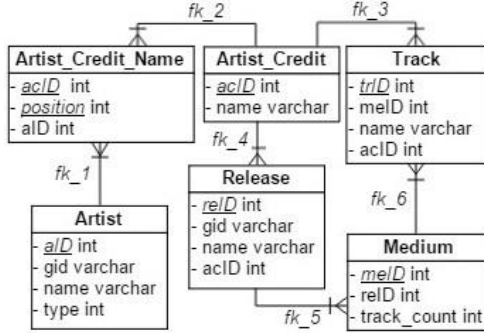 fk_2
fk_3
Artist_Credit_Name
- acID int
- position int
- aID int
Artist_Credit
- acID int
- name varchar
Track
- trID int
- meID int
- name varchar
- acID int
fk_1
fk_4
fk_6
Artist
- aID int
- gid varchar
- name varchar
- type int
Release
- reID int
- gid varchar
- name varchar
- acID int
Medium
- meID int
- reID int
- track_count int
fk_5